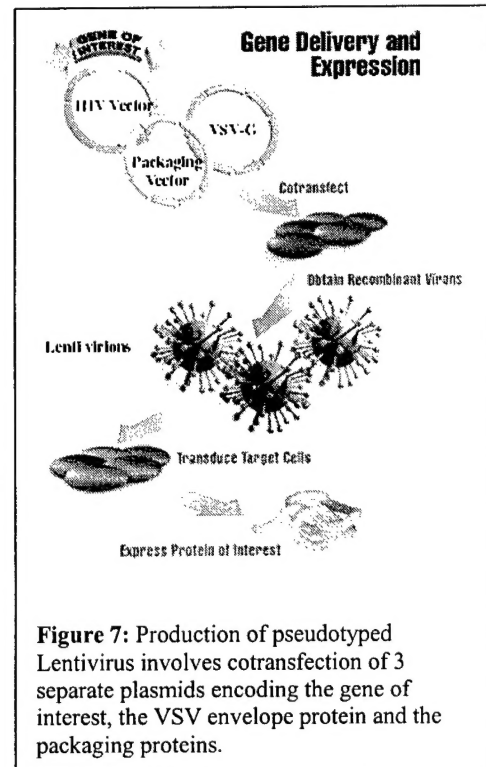 GENE OF
INTEREST
Gene Delivery and
Expression
HIV Vector
VSV-G
Packaging
Vector
Cotransfect
Obtain Recombinant Virans
Lenti virions
Transduce Target Cells
Express Protein of Interest
Figure 7: Production of pseudotyped
Lentivirus involves cotransfection of 3
separate plasmids encoding the gene of
interest, the VSV envelope protein and the
packaging proteins.